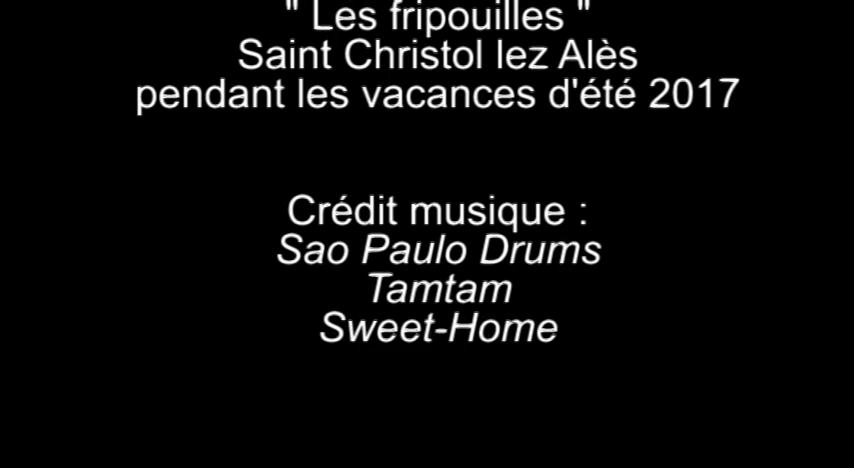 " Les fripouilles "
Saint Christol lez Alès
pendant les vacances d'été 2017
Crédit musique :
Sao Paulo Drums
Tamtam
Sweet-Home